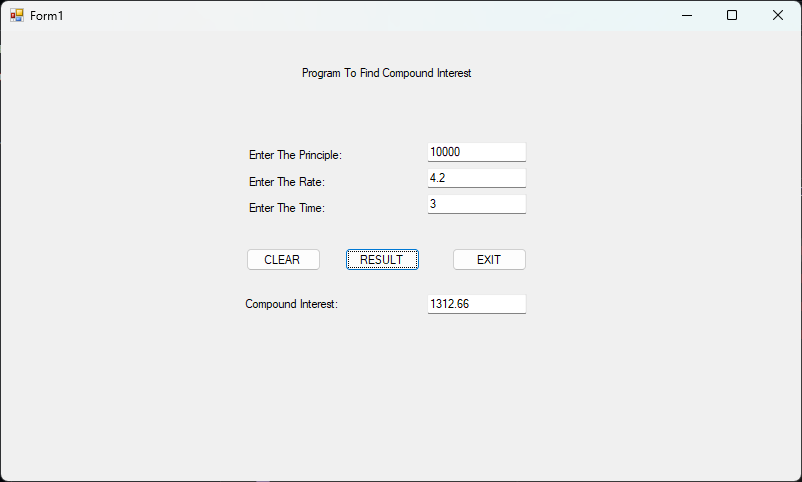 Form1
Program To Find Compound Interest
Enter The Principle: 10000
Enter The Rate: 4.2
Enter The Time: 3
CLEAR RESULT EXIT
Compound Interest: 1312.66